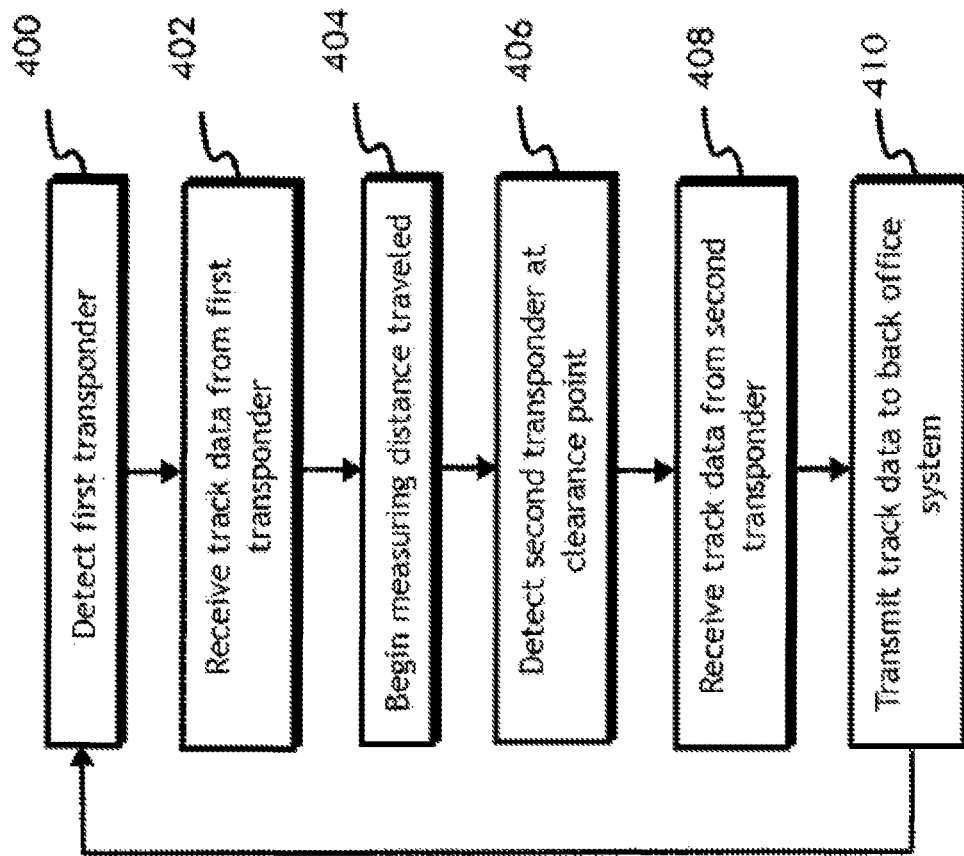 400
Detect first transponder
402
Receive track data from first
transponder
404
Begin measuring distance traveled
406
Detect second transponder at
clearance point
408
Receive track data from second
transponder
410
Transmit track data to back office
system